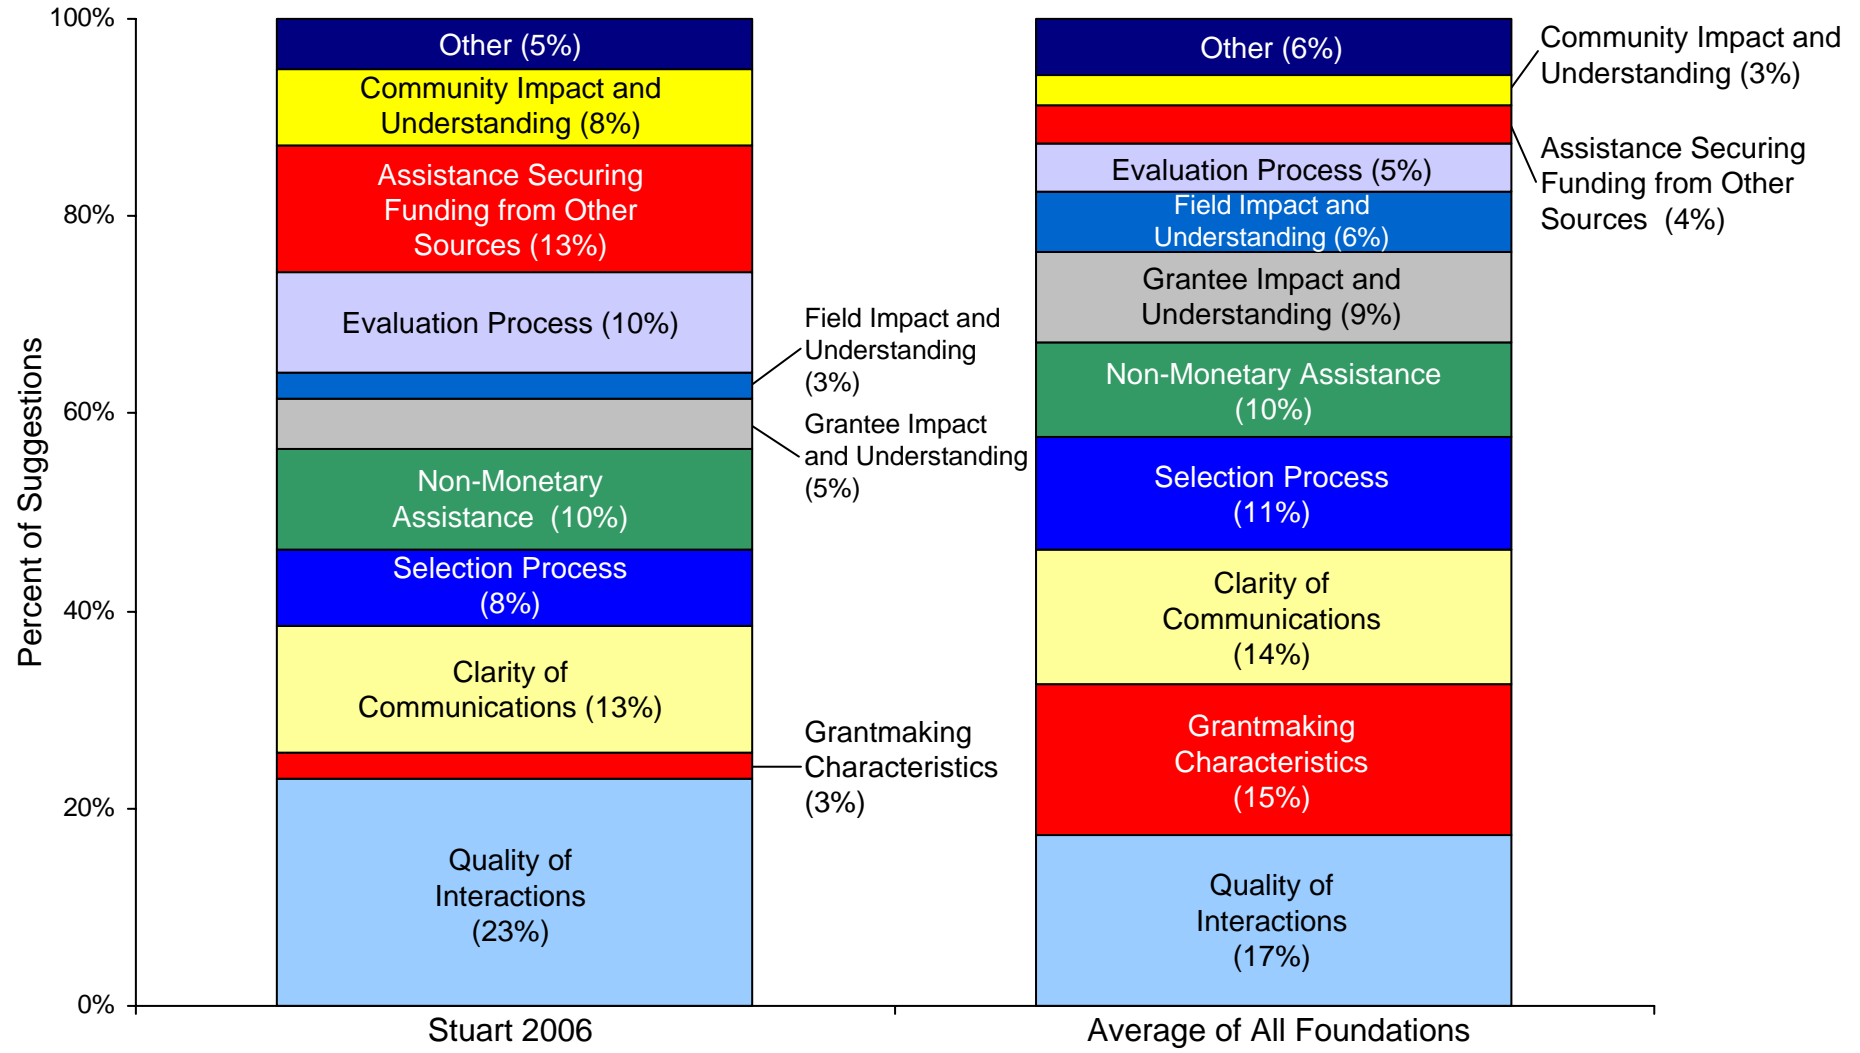 100%
80%
60%
40%
20%
0%
Percent of Suggestions
Other (5%)
Community Impact and
Understanding (8%)
Assistance Securing
Funding from Other
Sources (13%)
Evaluation Process (10%)
Field Impact and
Understanding
(3%)
Grantee Impact
and Understanding
(5%)
Non-Monetary
Assistance  (10%)
Selection Process
(8%)
Clarity of
Communications (13%)
Grantmaking
Characteristics
(3%)
Quality of
Interactions
(23%)
Stuart 2006
Other (6%)
Community Impact and
Understanding (3%)
Assistance Securing
Funding from Other
Sources  (4%)
Evaluation Process (5%)
Field Impact and
Understanding (6%)
Grantee Impact and
Understanding (9%)
Non-Monetary Assistance
(10%)
Selection Process
(11%)
Clarity of
Communications
(14%)
Grantmaking
Characteristics
(15%)
Quality of
Interactions
(17%)
Average of All Foundations